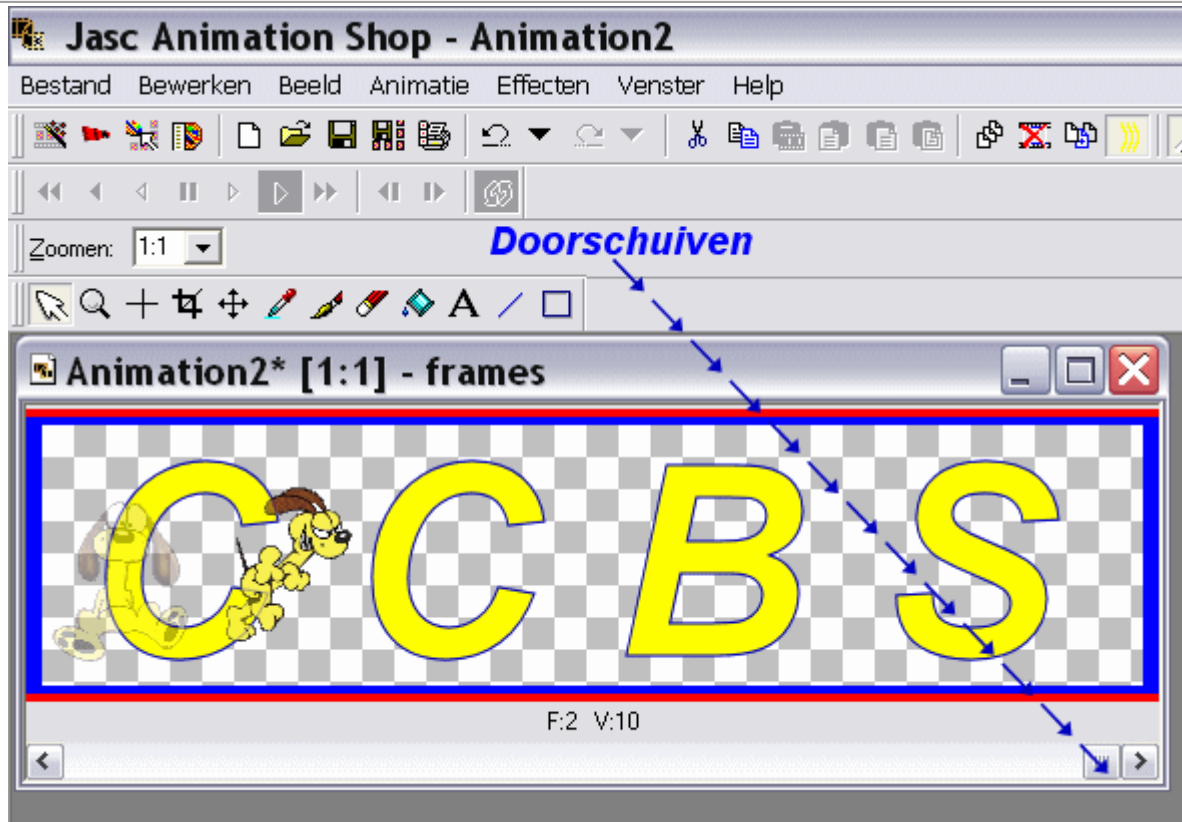 Jasc Animation Shop - Animation2
Bestand Bewerken Beeld Animatie Effecten Venster Help
Zoomen: 1:1
Doorschuiven
A
Animation2* [1:1] - frames
C C B S
F:2 V:10